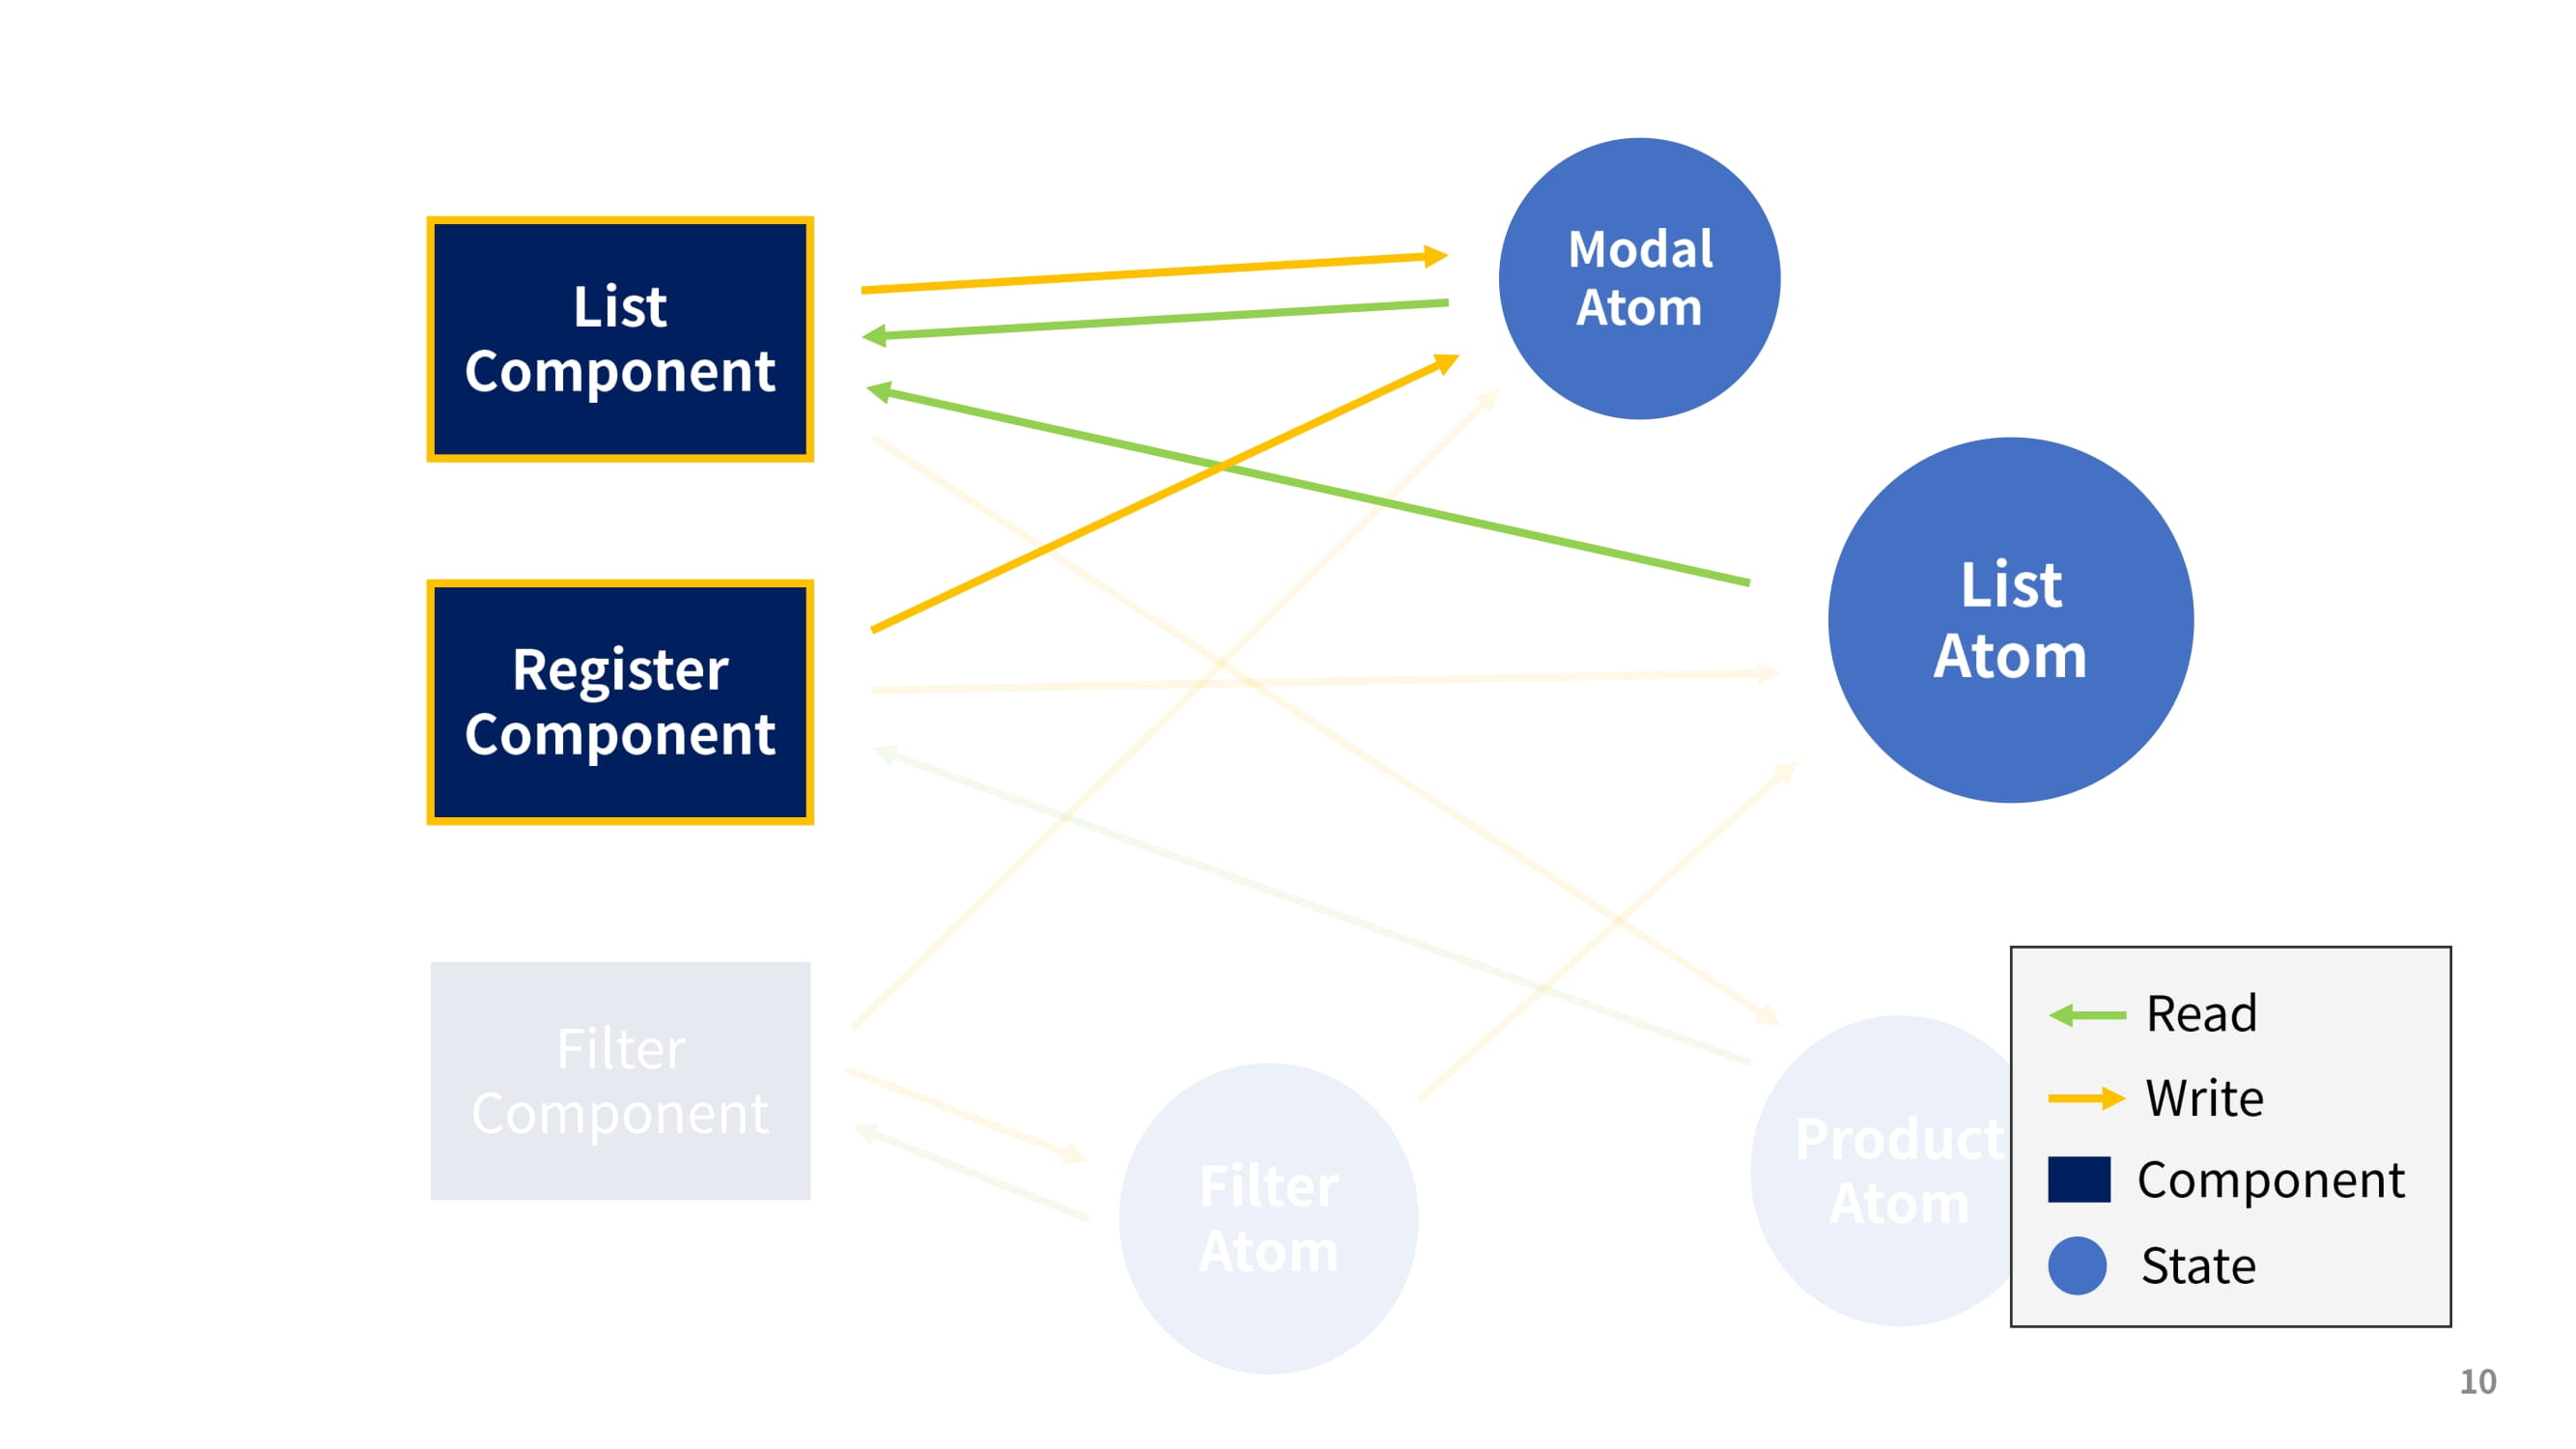 List
Component
Modal
Atom
List
Atom
Register
Component
Filter
Component
Filter
Atom
Product
Atom
Read
Write
Component
State
10